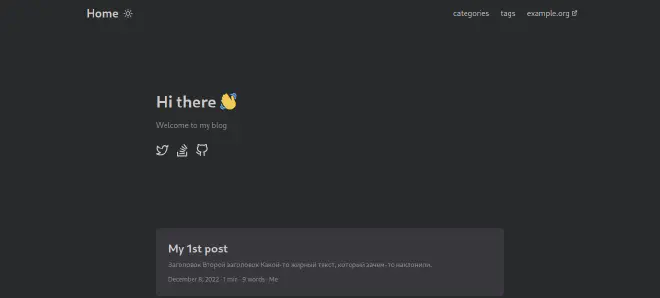 Home
categories tags example.org
Hi there 👋
Welcome to my blog
My 1st post
Заголовок Второй заголовок Какой-то жирный текст, который зачем-то наклонили.
December 8, 2022 · 1 min · 9 words · Me